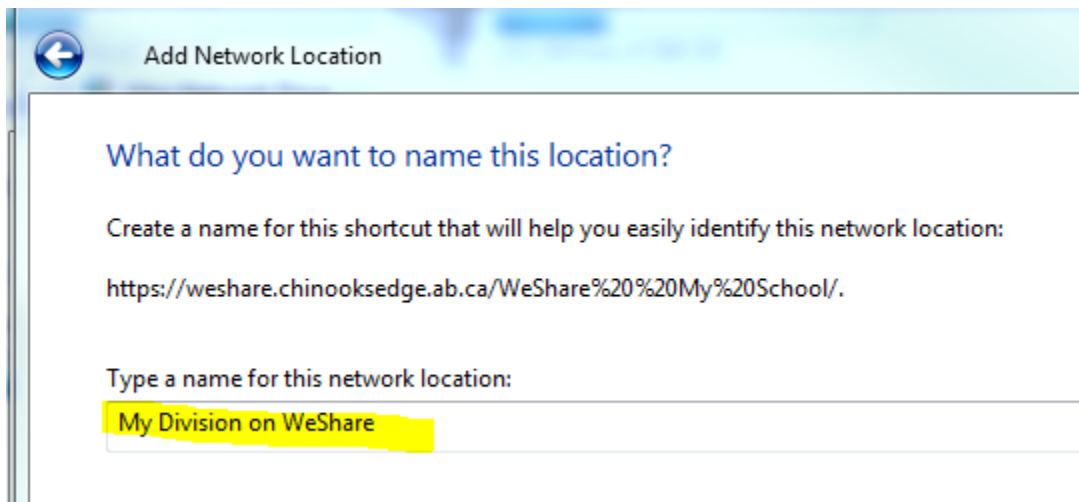 Add Network Location
What do you want to name this location?
Create a name for this shortcut that will help you easily identify this network location:
https://weshare.chinooksedge.ab.ca/WeShare%20%20My%20School/.
Type a name for this network location:
My Division on WeShare